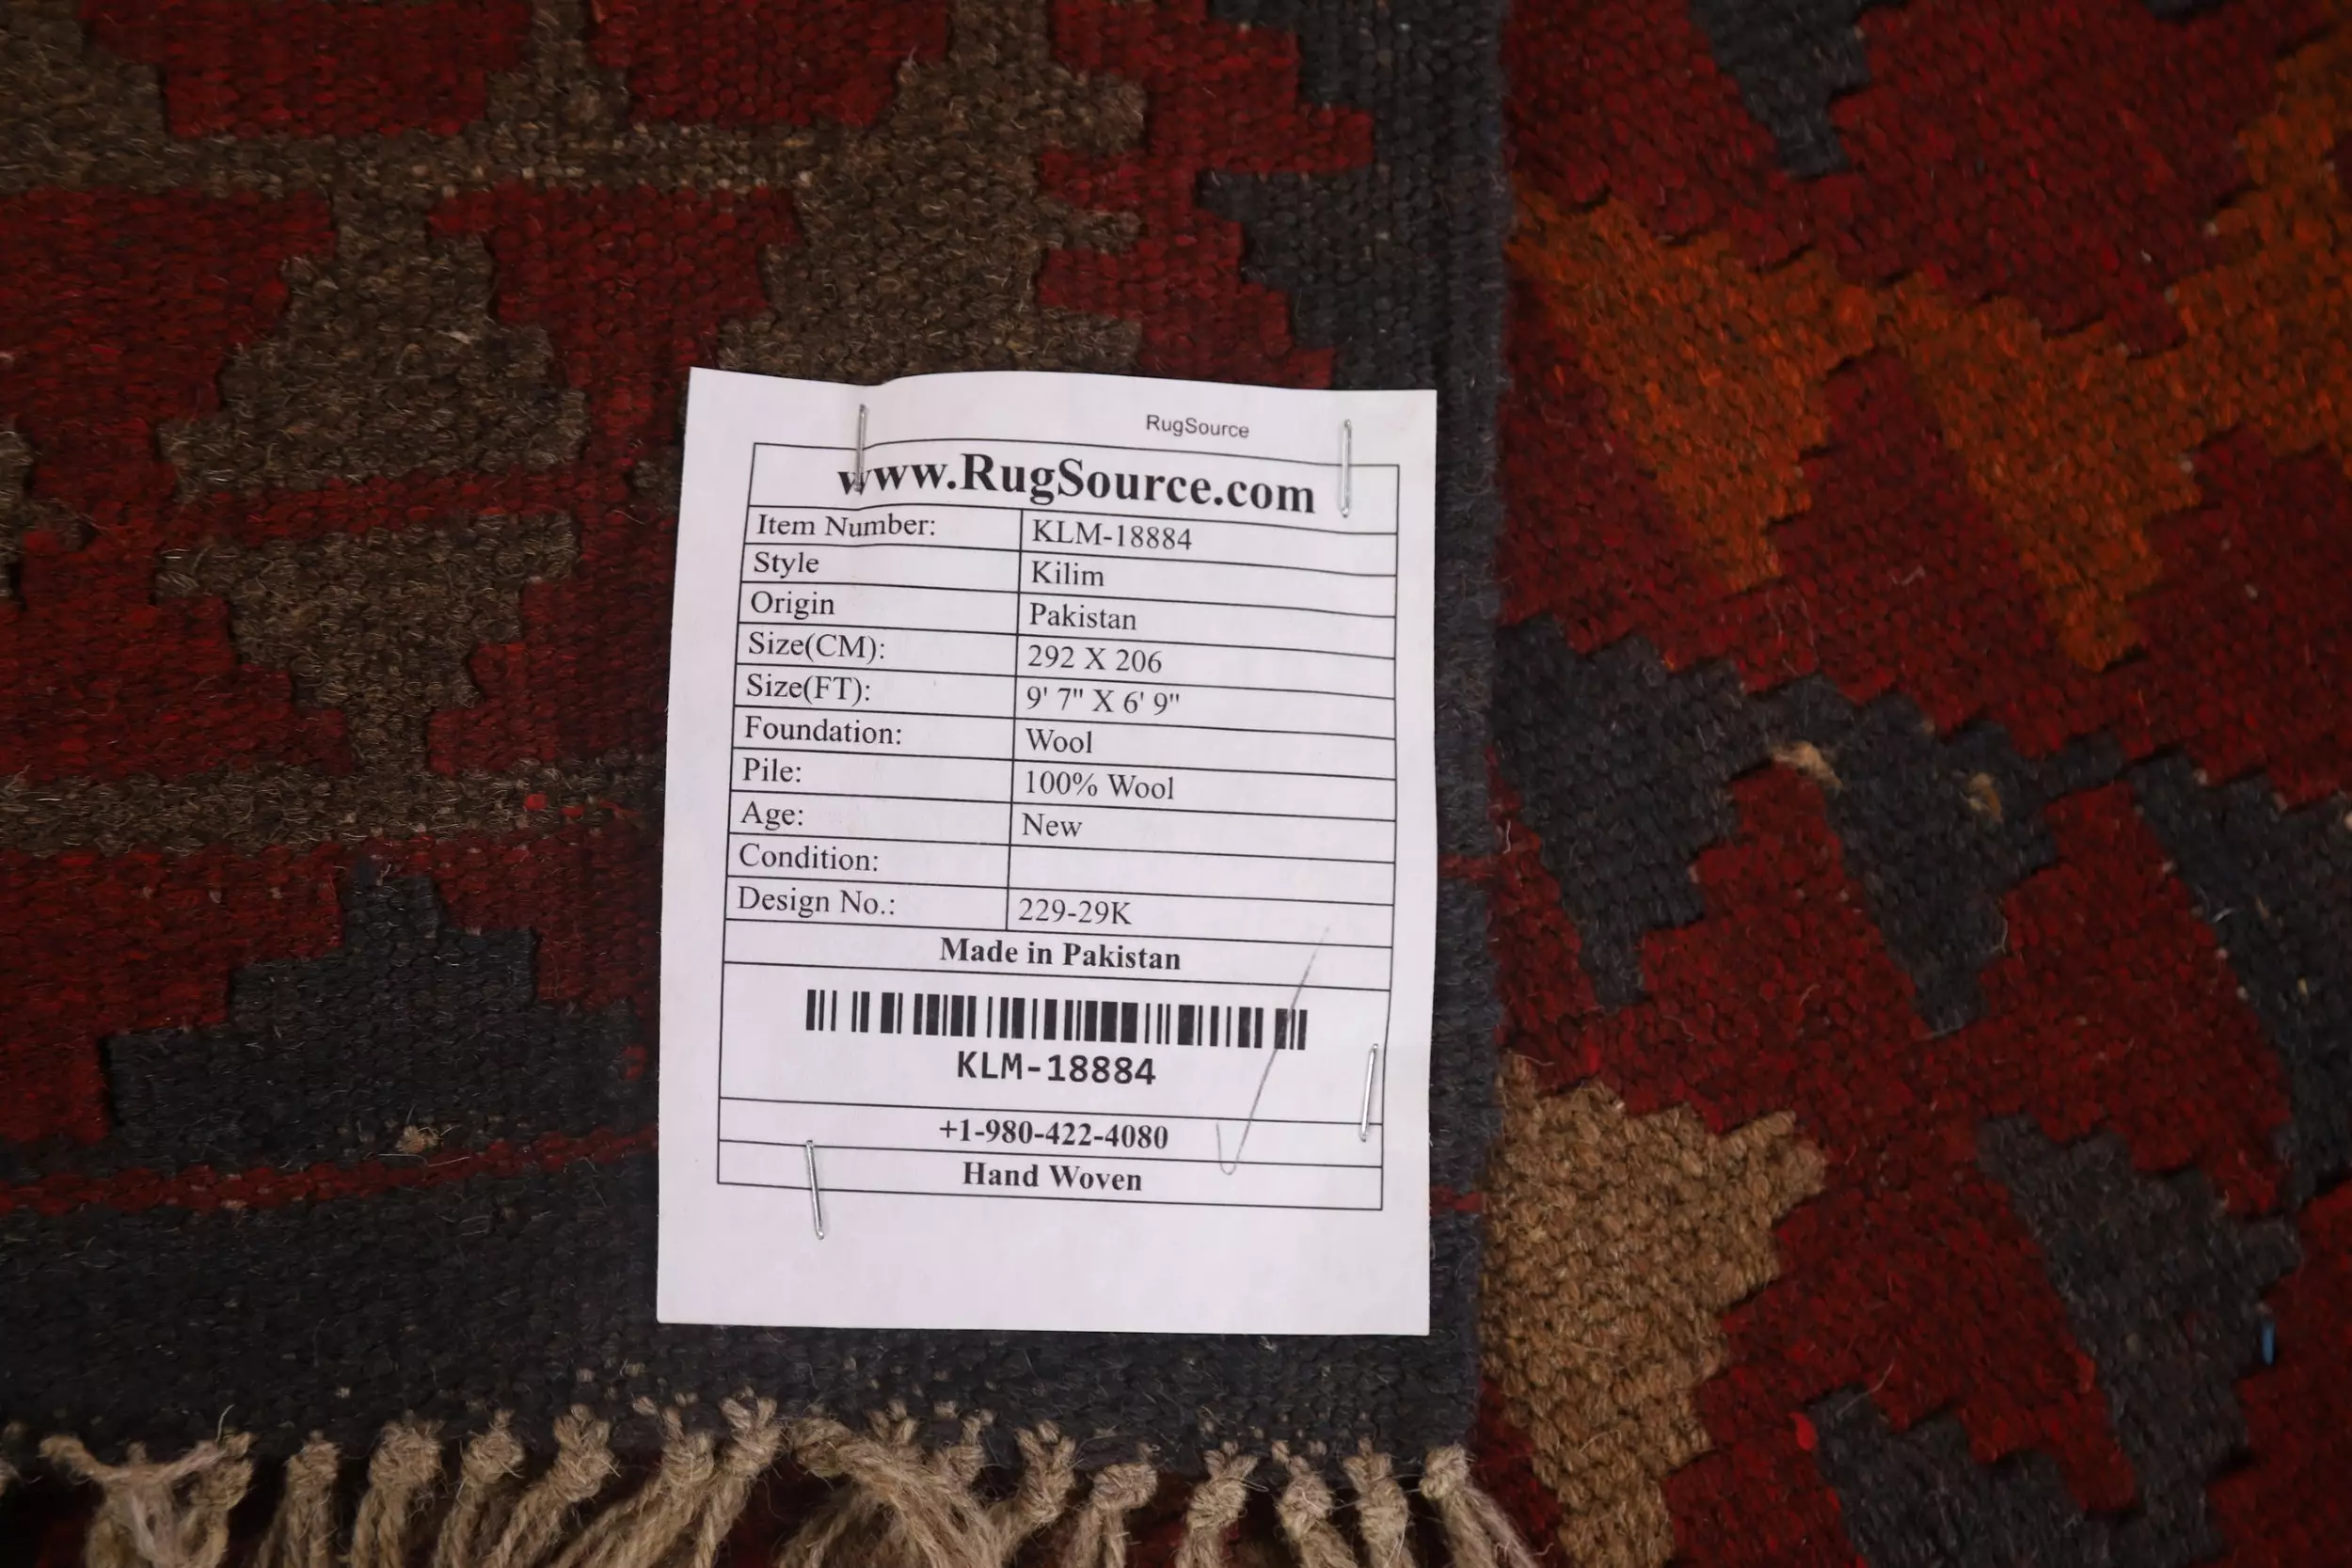 RugSource
www.RugSource.com
Item Number: KLM-18884
Style Kilim
Origin Pakistan
Size(CM): 292 X 206
Size(FT): 9' 7" X 6' 9"
Foundation: Wool
Pile: 100% Wool
Age: New
Condition:
Design No.: 229-29K
Made in Pakistan
KLM-18884
+1-980-422-4080
Hand Woven